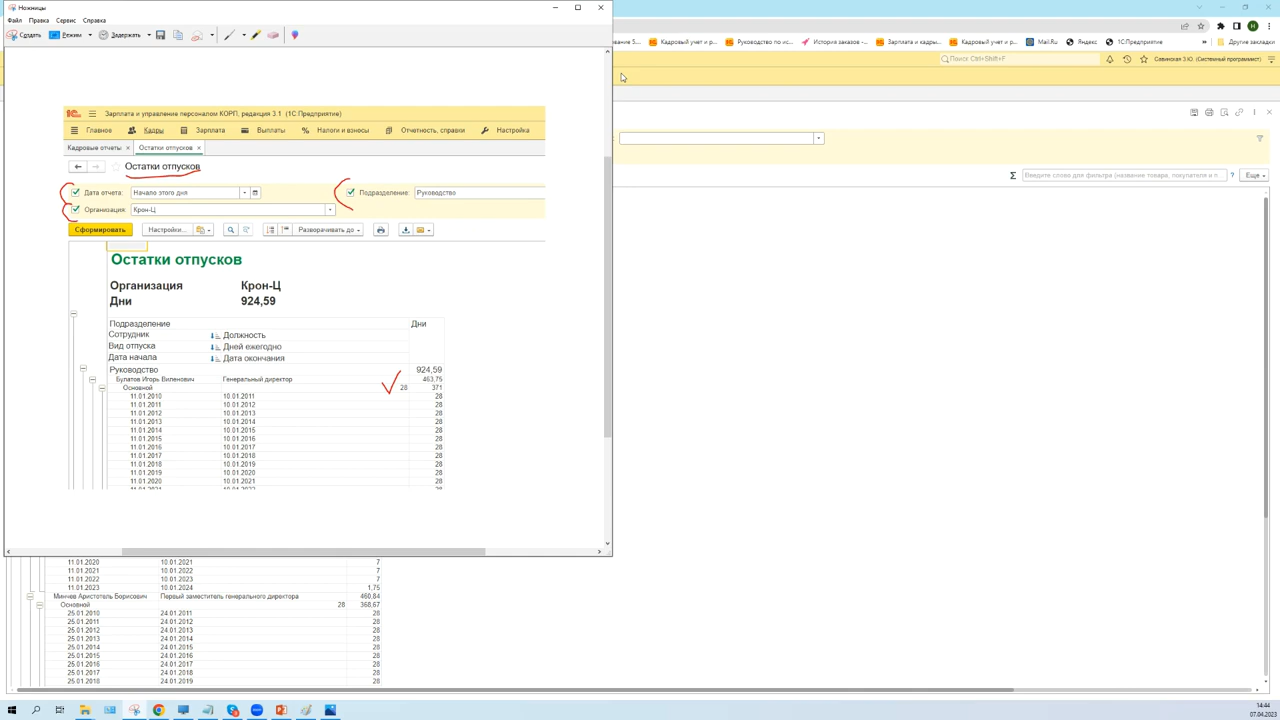 Ножницы
Файл Правка Сервис Справка
Создать Режим Задержать
Кадровый учет и р... Руководство по ис... История заказов -... Зарплата и кадры... Кадровый учет и р... Mail.Ru Яндекс 1С:Предприятие » Другие закладки
Поиск Ctrl+Shift+F Савинская З.Ю. (Системный программист)
Введите слово для фильтра (название товара, покупателя и п. ? Еще
1С Зарплата и управление персоналом КОРП, редакция 3.1 (1С:Предприятие)
Главное Кадры Зарплата Выплаты Налоги и взносы Отчетность, справки Настройка
Кадровые отчеты × Остатки отпусков ×
Остатки отпусков
Дата отчета: Начало этого дня Подразделение: Руководство
Организация: Крон-Ц
Сформировать Настройки... Разворачивать до
Остатки отпусков
Организация Крон-Ц
Дни 924,59
Подразделение Дни
Сотрудник Должность
Вид отпуска Дней ежегодно
Дата начала Дата окончания
Руководство 924,59
Булатов Игорь Виленович Генеральный директор 463,75
Основной 28 371
11.01.2010 10.01.2011 28
11.01.2011 10.01.2012 28
11.01.2012 10.01.2013 28
11.01.2013 10.01.2014 28
11.01.2014 10.01.2015 28
11.01.2015 10.01.2016 28
11.01.2016 10.01.2017 28
11.01.2017 10.01.2018 28
11.01.2018 10.01.2019 28
11.01.2019 10.01.2020 28
11.01.2020 10.01.2021 28
11.01.2020 10.01.2021 7
11.01.2021 10.01.2022 7
11.01.2022 10.01.2023 7
11.01.2023 10.01.2024 1,75
Минчев Аристотель Борисович Первый заместитель генерального директора 460,84
Основной 28 368,67
25.01.2010 24.01.2011 28
25.01.2011 24.01.2012 28
25.01.2012 24.01.2013 28
25.01.2013 24.01.2014 28
25.01.2014 24.01.2015 28
25.01.2015 24.01.2016 28
25.01.2016 24.01.2017 28
25.01.2017 24.01.2018 28
25.01.2018 24.01.2019 28
14:44
07.04.2023